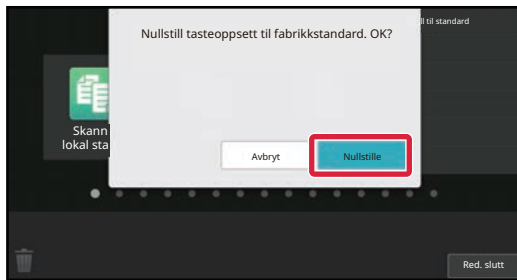 Nullstill tasteoppsett til fabrikkstandard. OK?
ll til standard
Skann
lokal sta
Avbryt
Nullstille
Red. slutt